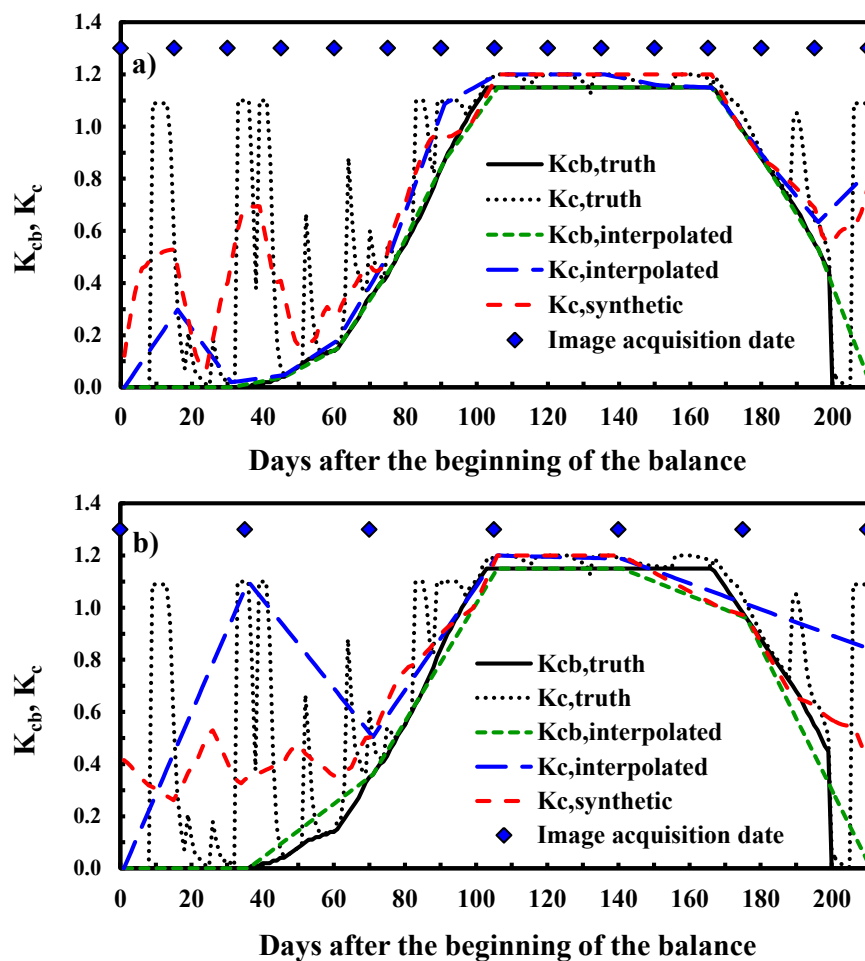 a)
1.4
1.2
1.0
0.8
0.6
0.4
0.2
0.0
Kcb, Kc
Kcb,truth
Kc,truth
Kcb,interpolated
Kc,interpolated
Kc,synthetic
Image acquisition date
0 20 40 60 80 100 120 140 160 180 200
Days after the beginning of the balance
b)
1.4
1.2
1.0
0.8
0.6
0.4
0.2
0.0
Kcb, Kc
Kcb,truth
Kc,truth
Kcb,interpolated
Kc,interpolated
Kc,synthetic
Image acquisition date
0 20 40 60 80 100 120 140 160 180 200
Days after the beginning of the balance